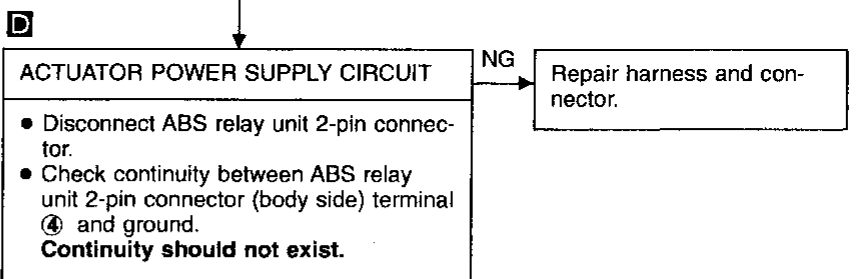 D
ACTUATOR POWER SUPPLY CIRCUIT
NG
Repair harness and con-
nector.
● Disconnect ABS relay unit 2-pin connec-
tor.
● Check continuity between ABS relay
unit 2-pin connector (body side) terminal
④ and ground.
Continuity should not exist.